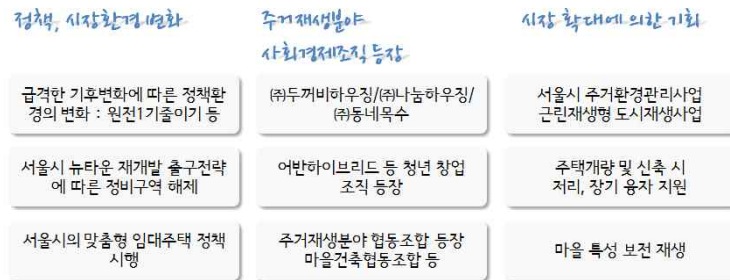 정책, 시장환경 변화
급격한 기후변화에 따른 정책환
경의 변화 : 원전1기줄이기 등
서울시 뉴타운 재개발 출구전략
에 따른 정비구역 해제
서울시의 맞춤형 임대주택 정책
시행
주거재생분야
사회경제조직 등장
㈜두꺼비하우징/㈜나눔하우징/
㈜동네목수
어반하이브리드 등 청년 창업
조직 등장
주거재생분야 협동조합 등장
마을건축협동조합 등
시장 확대에 의한 기회
서울시 주거환경관리사업
근린재생형 도시재생사업
주택개량 및 신축 시
저리, 장기 융자 지원
마을 특성 보전 재생